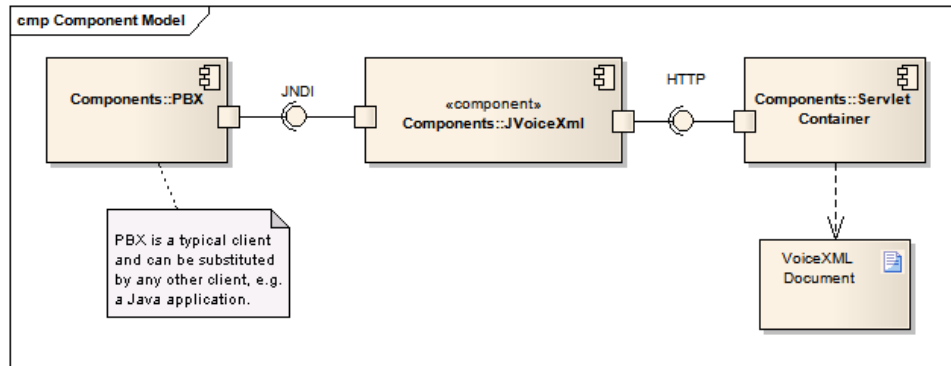 cmp Component Model
Components::PBX
JNDI
«component»
Components::JVoiceXml
HTTP
Components::Servlet
Container
PBX is a typical client
and can be substituted
by any other client, e.g.
a Java application.
VoiceXML
Document